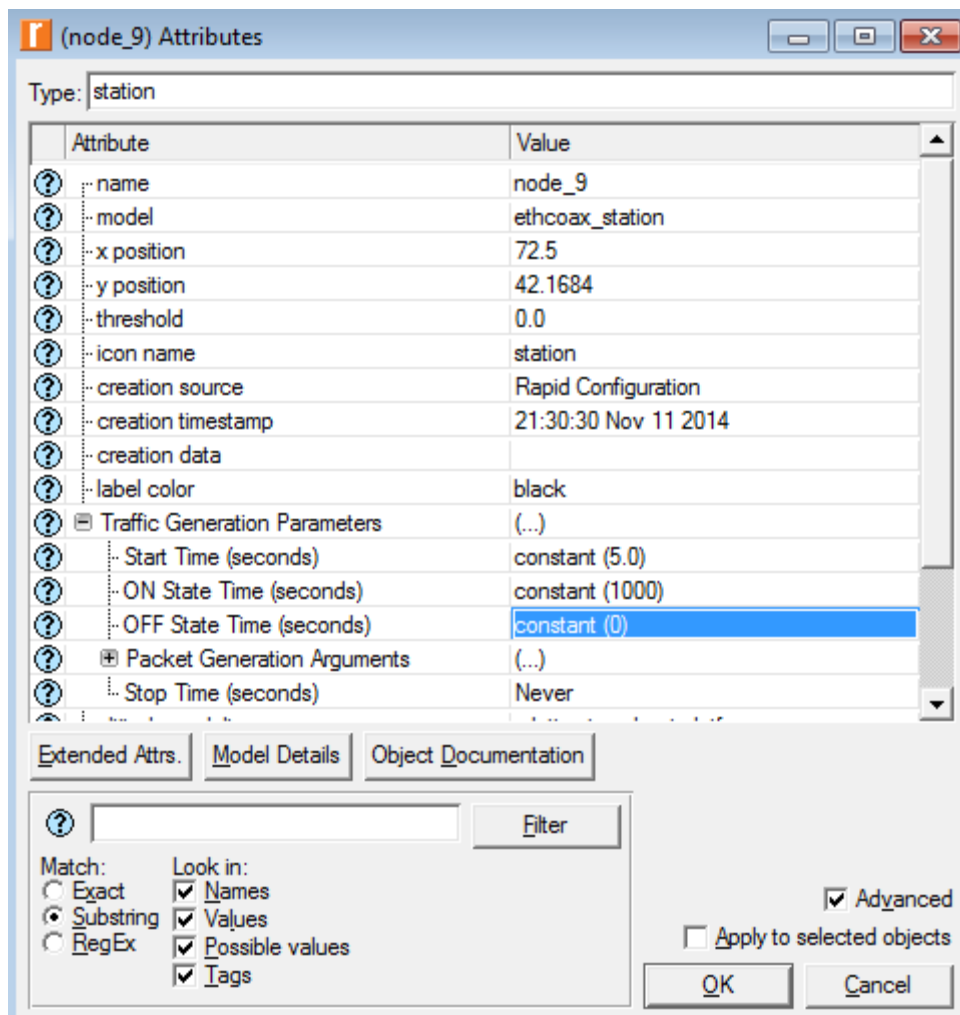 (node_9) Attributes
Type: station
Attribute Value
name node_9
model ethcoax_station
x position 72.5
y position 42.1684
threshold 0.0
icon name station
creation source Rapid Configuration
creation timestamp 21:30:30 Nov 11 2014
creation data
label color black
Traffic Generation Parameters (...)
Start Time (seconds) constant (5.0)
ON State Time (seconds) constant (1000)
OFF State Time (seconds) constant (0)
Packet Generation Arguments (...)
Stop Time (seconds) Never
Extended Attrs. Model Details Object Documentation
Filter
Match: Look in:
Exact Names
Substring Values
RegEx Possible values
Tags
Advanced
Apply to selected objects
OK Cancel